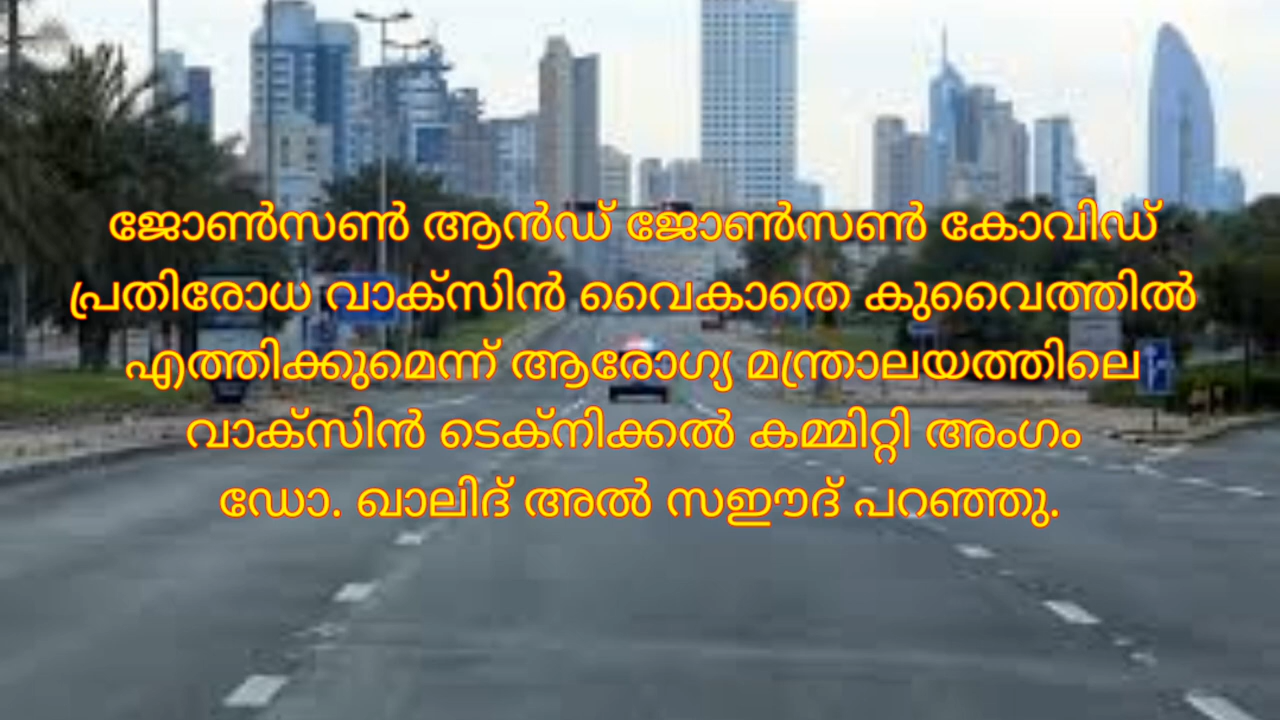 ജോൺസൺ ആൻഡ് ജോൺസൺ കോവിഡ്
പ്രതിരോധ വാക്സിൻ വൈകാതെ കുവൈത്തിൽ
എത്തിക്കുമെന്ന് ആരോഗ്യ മന്ത്രാലയത്തിലെ
വാക്സിൻ ടെക്നിക്കൽ കമ്മിറ്റി അംഗം
ഡോ. ഖാലിദ് അൽ സഈദ് പറഞ്ഞു.